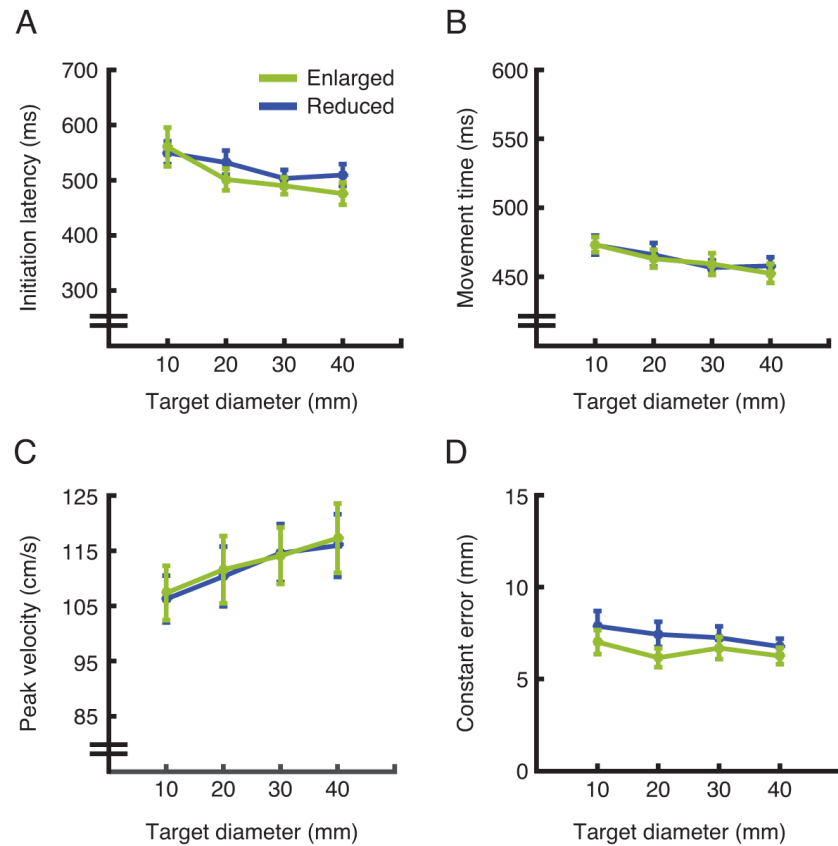 A
Initiation latency (ms)
700
600
500
400
300
Enlarged
Reduced
10 20 30 40
Target diameter (mm)
B
Movement time (ms)
600
550
500
450
10 20 30 40
Target diameter (mm)
C
Peak velocity (cm/s)
125
115
105
95
85
10 20 30 40
Target diameter (mm)
D
Constant error (mm)
15
10
5
0
10 20 30 40
Target diameter (mm)